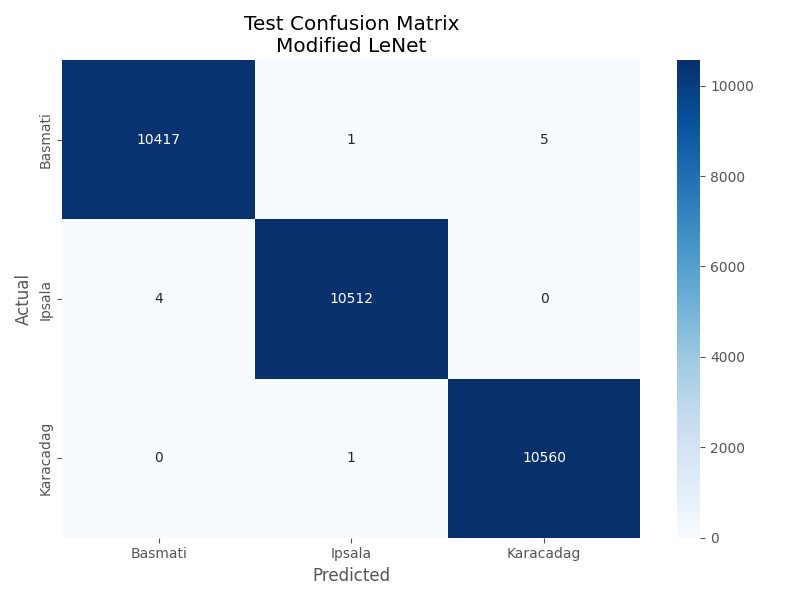 Test Confusion Matrix
Modified LeNet
Basmati
10417
1
5
Ipsala
4
10512
0
Karacadag
0
1
10560
Basmati
Ipsala
Karacadag
Predicted
Actual
10000
8000
6000
4000
2000
0